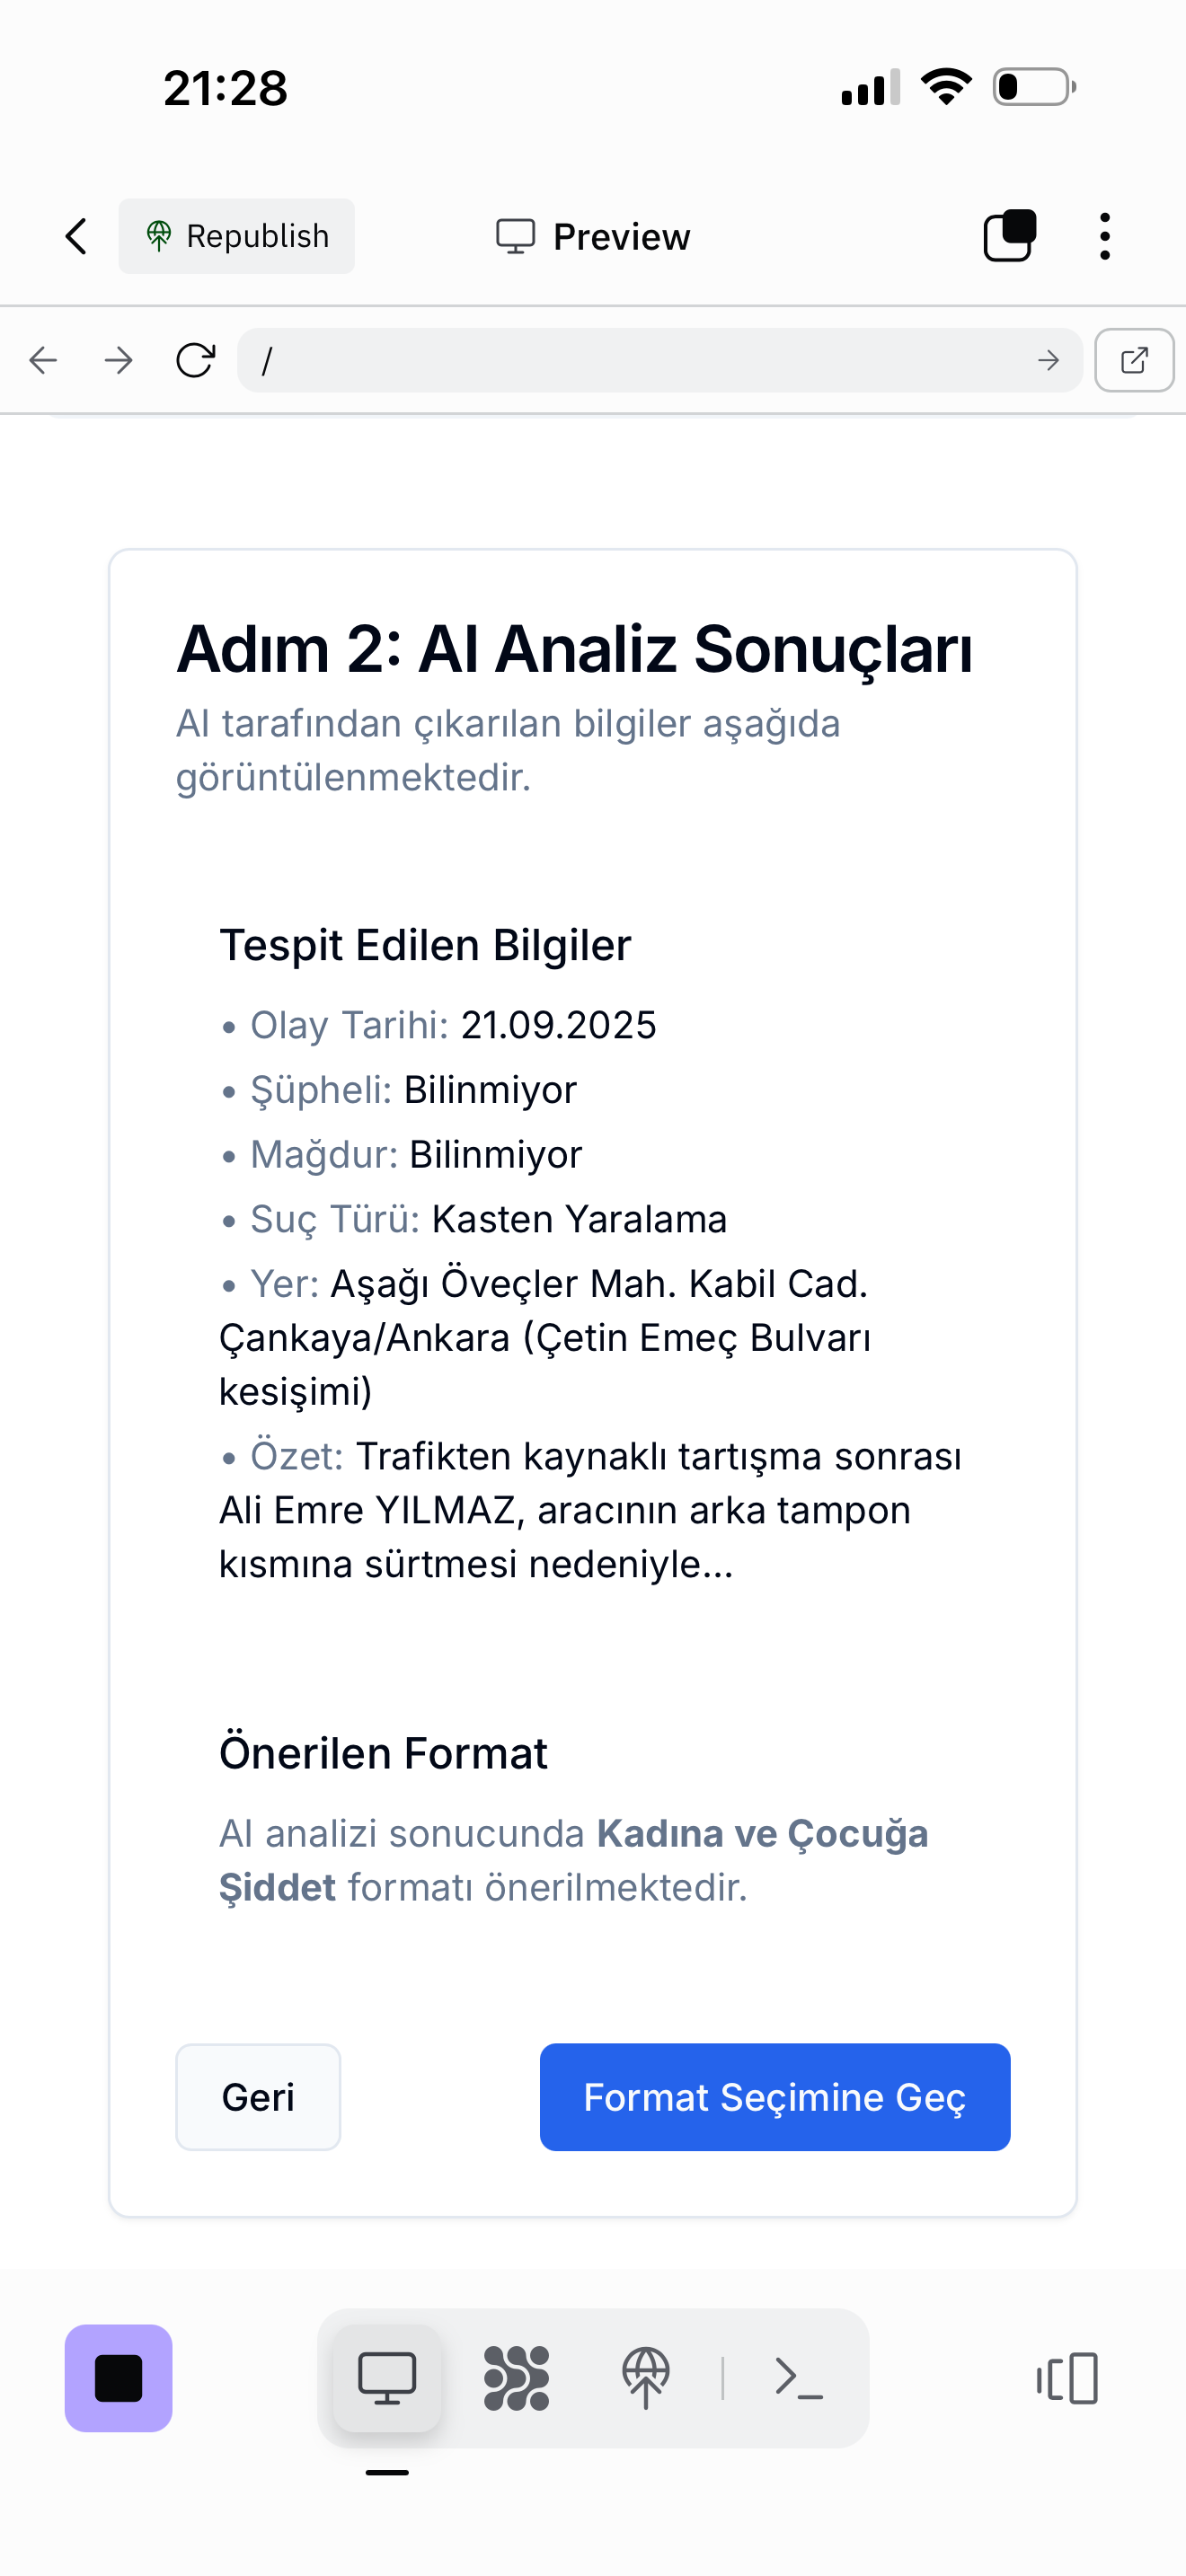 21:28
Republish
Preview
/
Adım 2: AI Analiz Sonuçları
AI tarafından çıkarılan bilgiler aşağıda
görüntülenmektedir.
Tespit Edilen Bilgiler
• Olay Tarihi: 21.09.2025
• Şüpheli: Bilinmiyor
• Mağdur: Bilinmiyor
• Suç Türü: Kasten Yaralama
• Yer: Aşağı Öveçler Mah. Kabil Cad.
Çankaya/Ankara (Çetin Emeç Bulvarı
kesişimi)
• Özet: Trafikten kaynaklı tartışma sonrası
Ali Emre YILMAZ, aracının arka tampon
kısmına sürtmesi nedeniyle...
Önerilen Format
AI analizi sonucunda Kadına ve Çocuğa
Şiddet formatı önerilmektedir.
Geri
Format Seçimine Geç